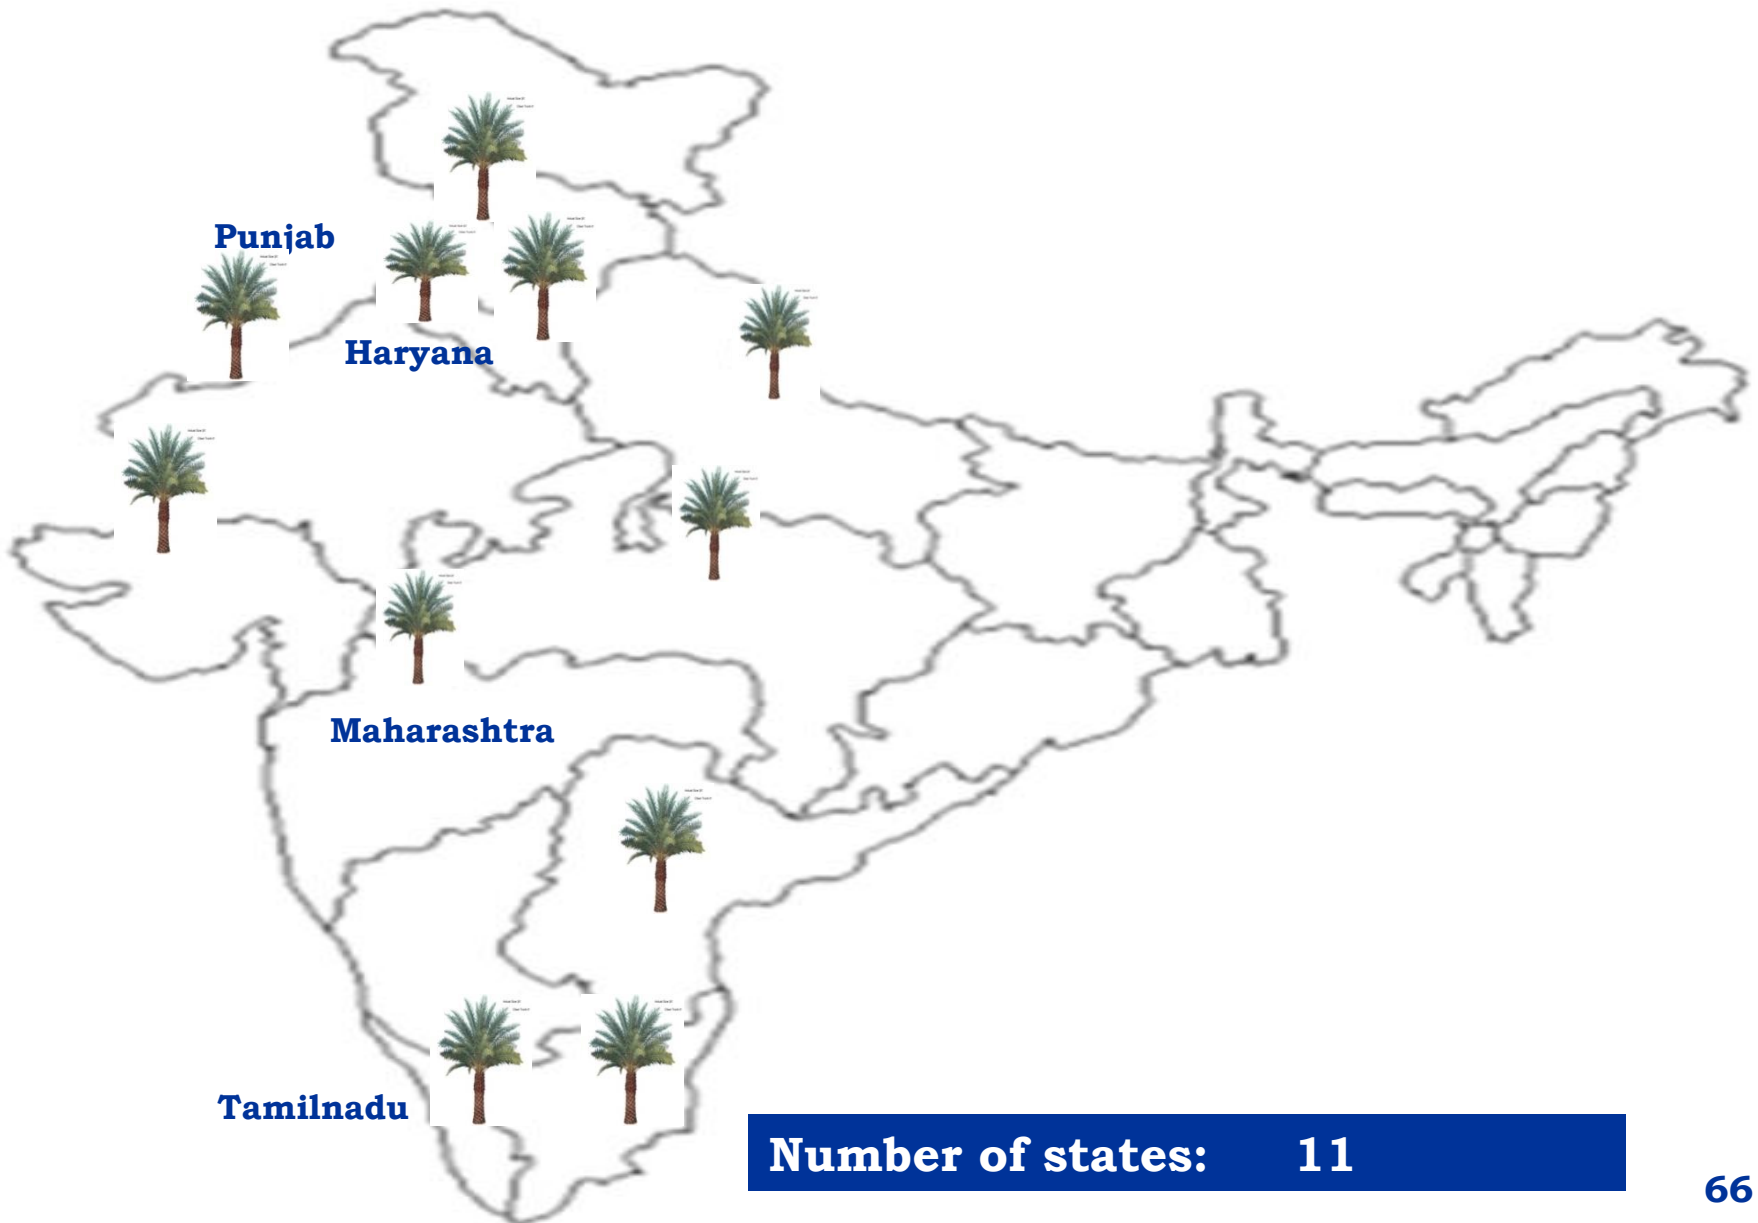 Punjab
Haryana
Maharashtra
Tamilnadu
Number of states: 11
66